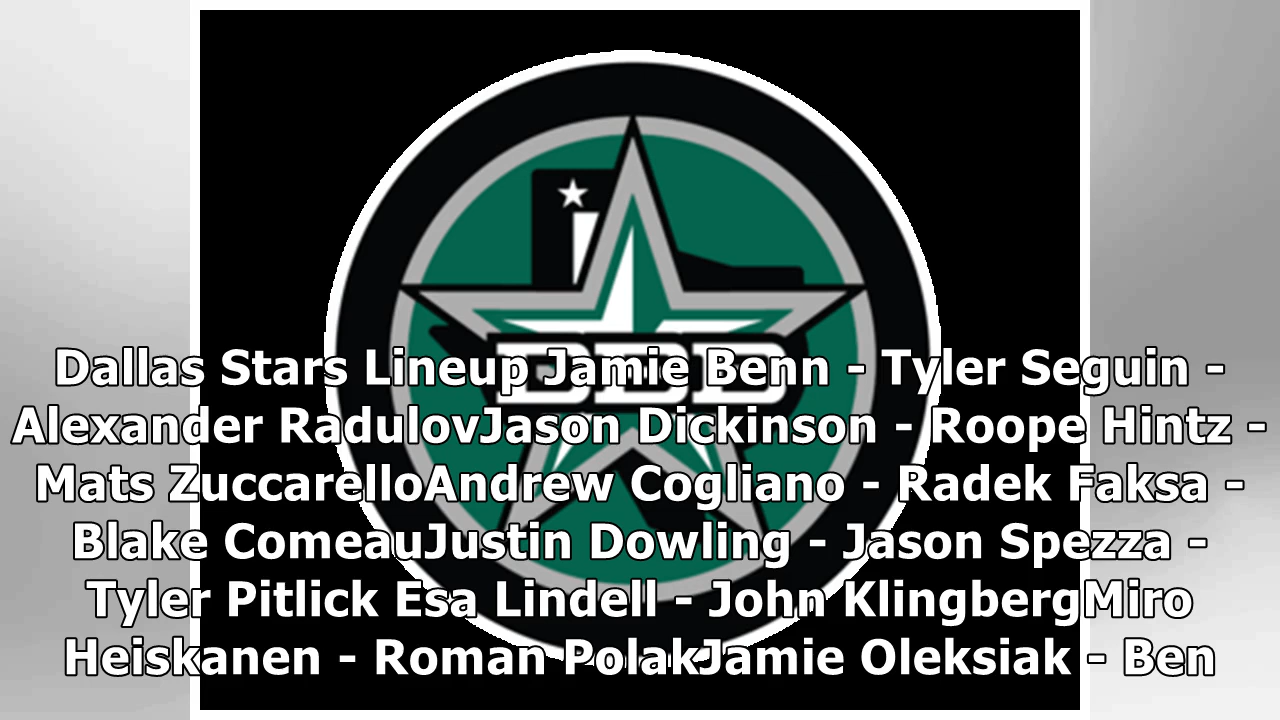 Dallas Stars Lineup Jamie Benn - Tyler Seguin -
Alexander RadulovJason Dickinson - Roope Hintz -
Mats ZuccarelloAndrew Cogliano - Radek Faksa -
Blake ComeauJustin Dowling - Jason Spezza -
Tyler Pitlick Esa Lindell - John KlingbergMiro
Heiskanen - Roman PolakJamie Oleksiak - Ben
DBD